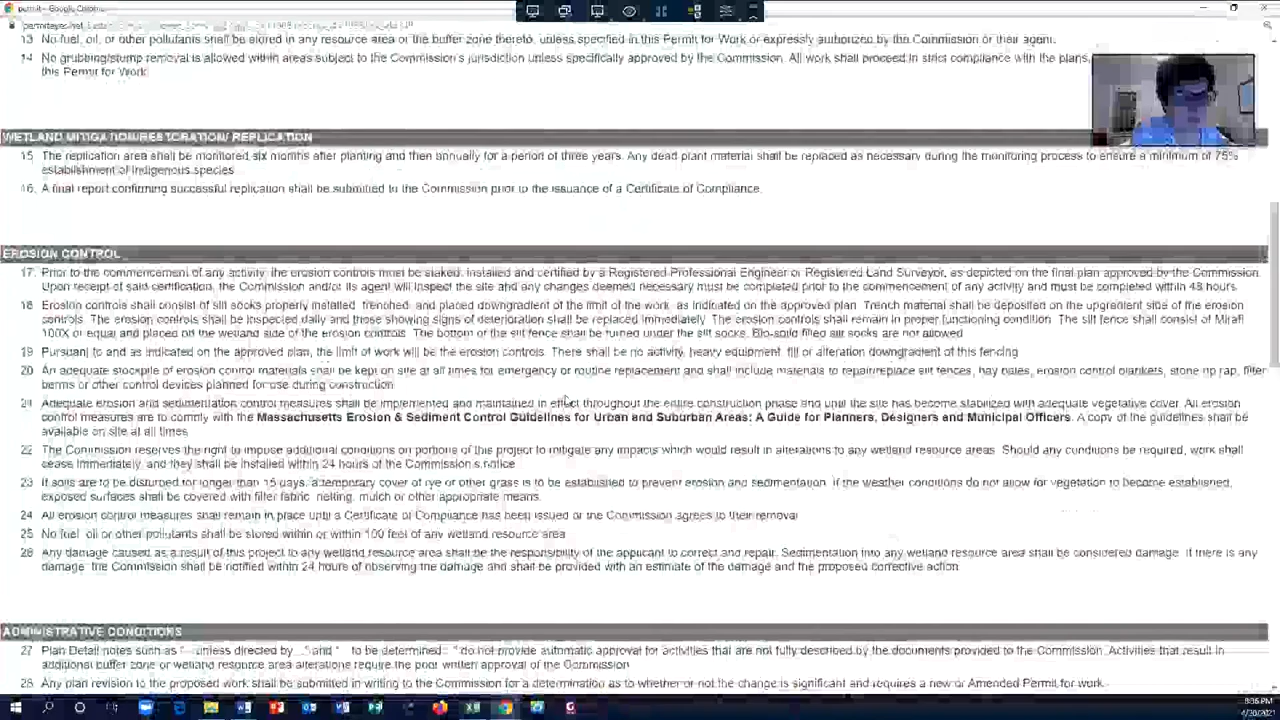 permit - Google Chrome
13. No fuel, oil, or other pollutants shall be stored in any resource area or the buffer zone thereto, unless specified in this Permit for Work or expressly authorized by the Commission or their agent.
14. No grubbing/stump removal is allowed within areas subject to the Commission's jurisdiction unless specifically approved by the Commission. All work shall proceed in strict compliance with the plans,
this Permit for Work.
WETLAND MITIGATION/RESTORATION/ REPLICATION
15. The replication area shall be monitored six months after planting and then annually for a period of three years. Any dead plant material shall be replaced as necessary during the monitoring process to ensure a minimum of 75%
establishment of indigenous species.
16. A final report confirming successful replication shall be submitted to the Commission prior to the issuance of a Certificate of Compliance.
EROSION CONTROL
17. Prior to the commencement of any activity, the erosion controls must be staked, installed and certified by a Registered Professional Engineer or Registered Land Surveyor, as depicted on the final plan approved by the Commission.
Upon receipt of said certification, the Commission and/or its agent will inspect the site and any changes deemed necessary must be completed prior to the commencement of any activity and must be completed within 48 hours.
18. Erosion controls shall consist of silt socks properly installed, trenched, and placed downgradient of the limit of the work, as indicated on the approved plan. Trench material shall be deposited on the upgradient side of the erosion
controls. The erosion controls shall be inspected daily and those showing signs of deterioration shall be replaced immediately. The erosion controls shall remain in proper functioning condition. The silt fence shall consist of Mirafi
100X or equal and placed on the wetland side of the erosion controls. The bottom of the silt fence shall be turned under the silt socks. Bio-solid filled silt socks are not allowed.
19. Pursuant to and as indicated on the approved plan, the limit of work will be the erosion controls. There shall be no activity, heavy equipment, fill or alteration downgradient of this fencing.
20. An adequate stockpile of erosion control materials shall be kept on site at all times for emergency or routine replacement and shall include materials to repair/replace silt fences, hay bales, erosion control blankets, stone rip rap, filter
berms or other control devices planned for use during construction.
21. Adequate erosion and sedimentation control measures shall be implemented and maintained in effect throughout the entire construction phase and until the site has become stabilized with adequate vegetative cover. All erosion
control measures are to comply with the Massachusetts Erosion & Sediment Control Guidelines for Urban and Suburban Areas: A Guide for Planners, Designers and Municipal Officers. A copy of the guidelines shall be
available on site at all times.
22. The Commission reserves the right to impose additional conditions on portions of this project to mitigate any impacts which would result in alterations to any wetland resource areas. Should any conditions be required, work shall
cease immediately, and they shall be installed within 24 hours of the Commission's notice.
23. If soils are to be disturbed for longer than 15 days, a temporary cover of rye or other grass is to be established to prevent erosion and sedimentation. If the weather conditions do not allow for vegetation to become established,
exposed surfaces shall be covered with filter fabric, netting, mulch or other appropriate means.
24. All erosion control measures shall remain in place until a Certificate of Compliance has been issued or the Commission agrees to their removal.
25. No fuel, oil or other pollutants shall be stored within or within 100 feet of any wetland resource area.
26. Any damage caused as a result of this project to any wetland resource area shall be the responsibility of the applicant to correct and repair. Sedimentation into any wetland resource area shall be considered damage. If there is any
damage, the Commission shall be notified within 24 hours of observing the damage and shall be provided with an estimate of the damage and the proposed corrective action.
ADMINISTRATIVE CONDITIONS
27. Plan Detail notes such as "...unless directed by..." and "...to be determined..." do not provide automatic approval for activities that are not fully described by the documents provided to the Commission. Activities that result in
additional buffer zone or wetland resource area alterations require the prior written approval of the Commission.
28. Any plan revision to the proposed work shall be submitted in writing to the Commission for a determination as to whether or not the change is significant and requires a new or Amended Permit for work.
8:36 PM
4/20/2021